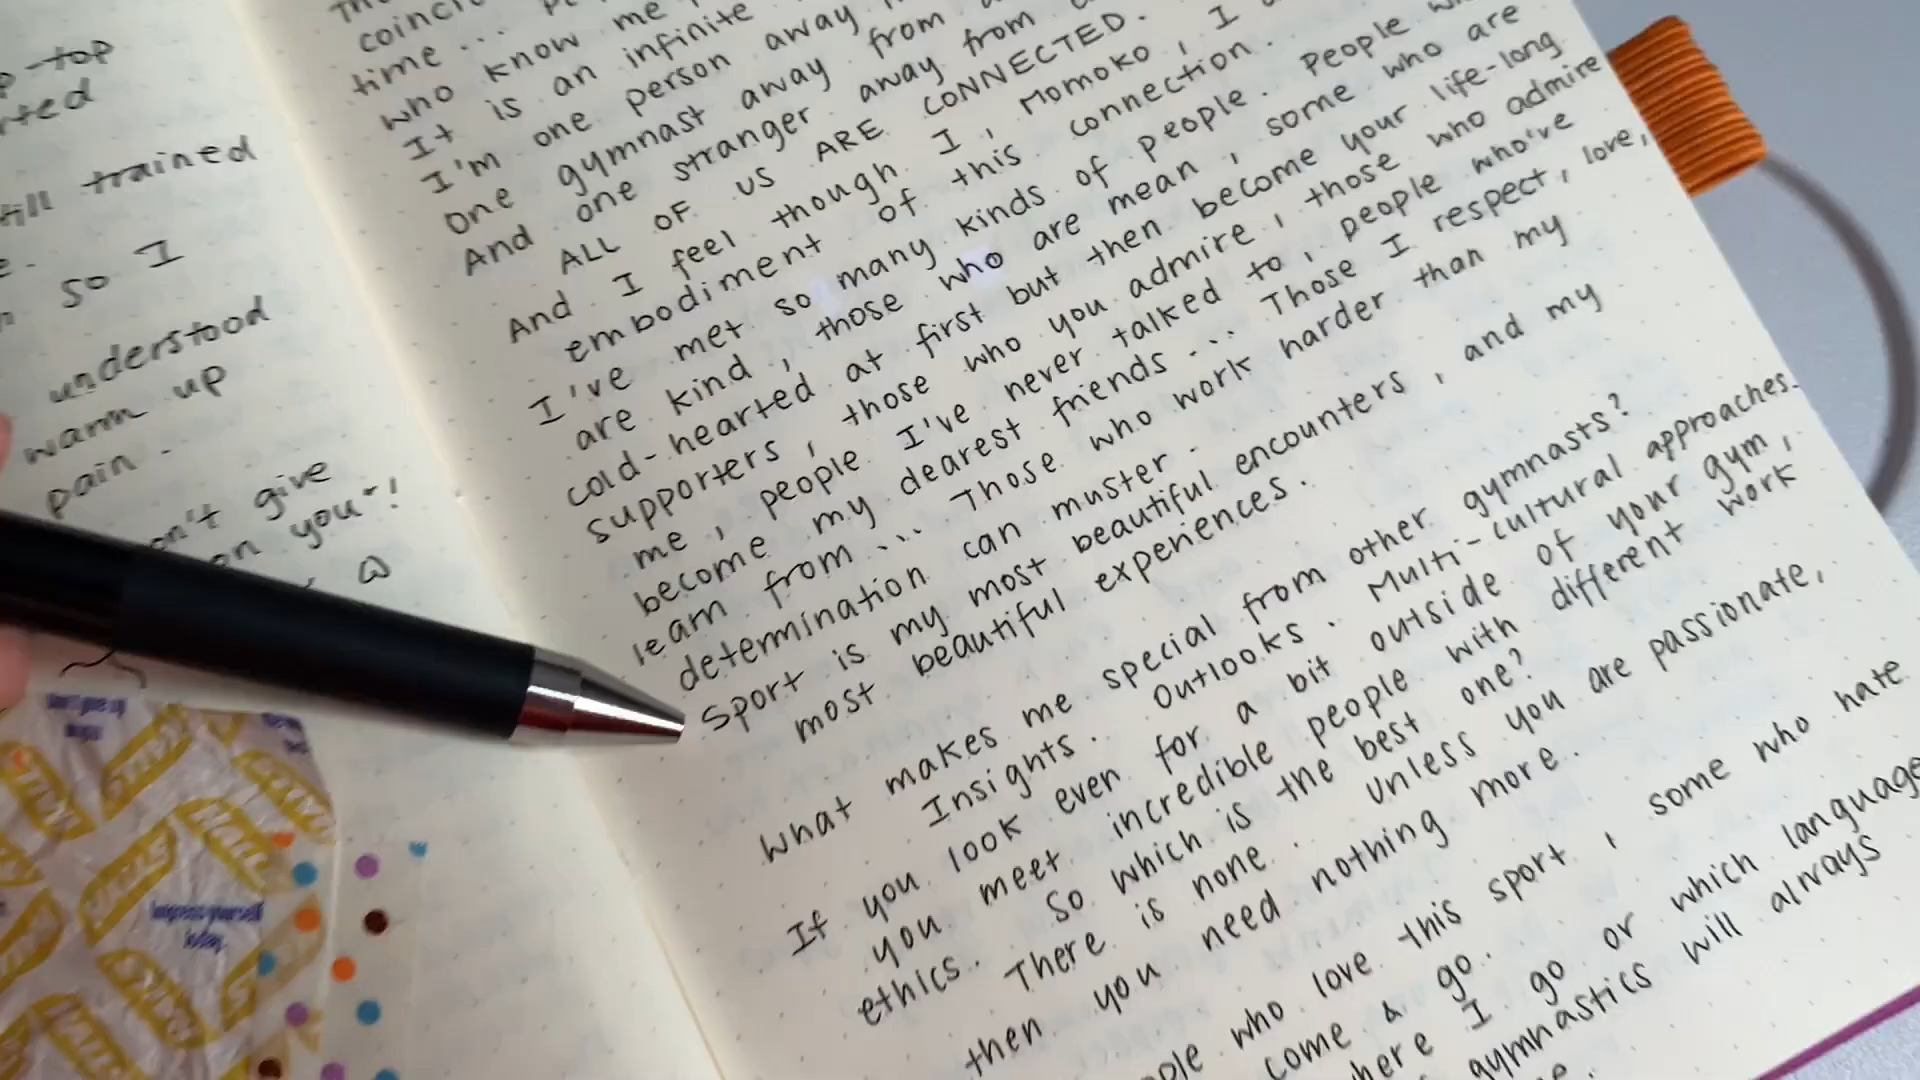 top
trained
so I
understood
warm up
pain.
give
on you"!
Impress yourself
today.
time...
who know me
It is an infinite
I'm one person away
one gymnast away from
And one stranger away from
ALL OF US ARE CONNECTED.
And I feel though I, Momoko, I
embodiment of this connection.
I've met so many kinds of people. People
are kind, those who are mean, some who are
cold-hearted at first but then become your life-long
supporters, those who you admire, those who admire
me, people I've never talked to, people who've
become my dearest friends... Those I respect, love,
learn from... Those who work harder than my
determination can muster.
Sport is my most beautiful encounters, and my
most beautiful experiences.
What makes me special from other gymnasts?
Insights. Outlooks. Multi-cultural approaches.
If you look even for a bit outside of your gym,
you meet incredible people with different work
ethics. So which is the best one?
There is none. Unless you are passionate,
then you need nothing more.
who love this sport, some who hate
come & go.
where I go or which language
gymnastics will always